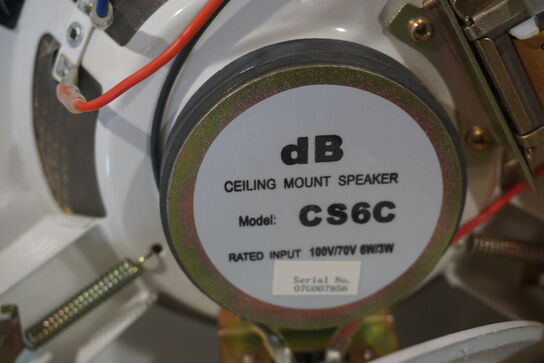 dB
CEILING MOUNT SPEAKER
Model: CS6C
RATED INPUT 100V/70V 6W/3W
Serial No.
07G007856